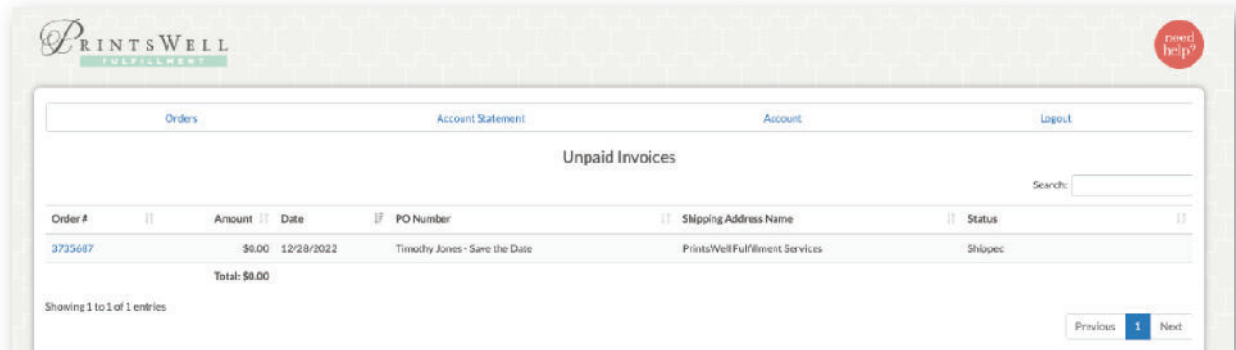 PRINTSWELL
FULFILLMENT
need
help?
Orders Account Statement Account Logout
Unpaid Invoices
Search:
Order # Amount Date PO Number Shipping Address Name Status
3735687 $0.00 12/28/2022 Timothy Jones - Save the Date PrintsWell Fulfillment Services Shipped
Total: $0.00
Showing 1 to 1 of 1 entries
Previous 1 Next